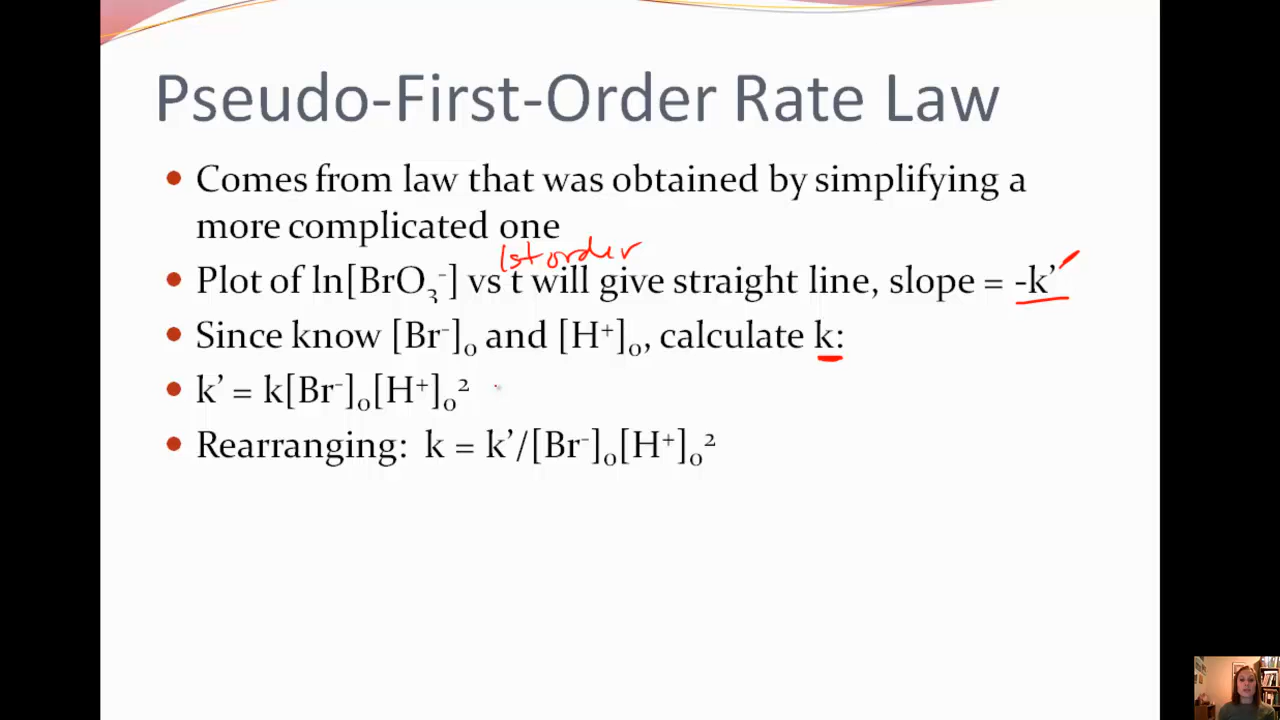 Pseudo-First-Order Rate Law
• Comes from law that was obtained by simplifying a
more complicated one
1st order
• Plot of ln[BrO₃⁻] vs t will give straight line, slope = -k’
• Since know [Br⁻]₀ and [H⁺]₀, calculate k:
• k’ = k[Br⁻]₀[H⁺]₀²
• Rearranging: k = k’/[Br⁻]₀[H⁺]₀²